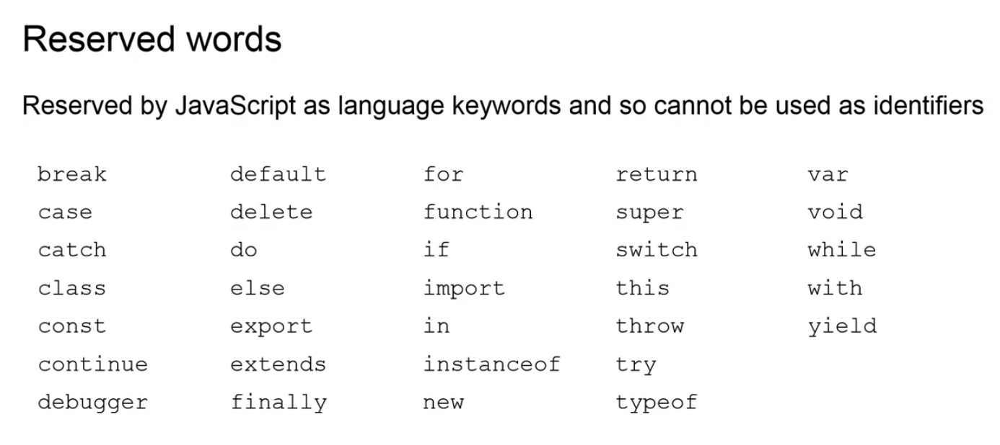 Reserved words
Reserved by JavaScript as language keywords and so cannot be used as identifiers
break default for return var
case delete function super void
catch do if switch while
class else import this with
const export in throw yield
continue extends instanceof try
debugger finally new typeof